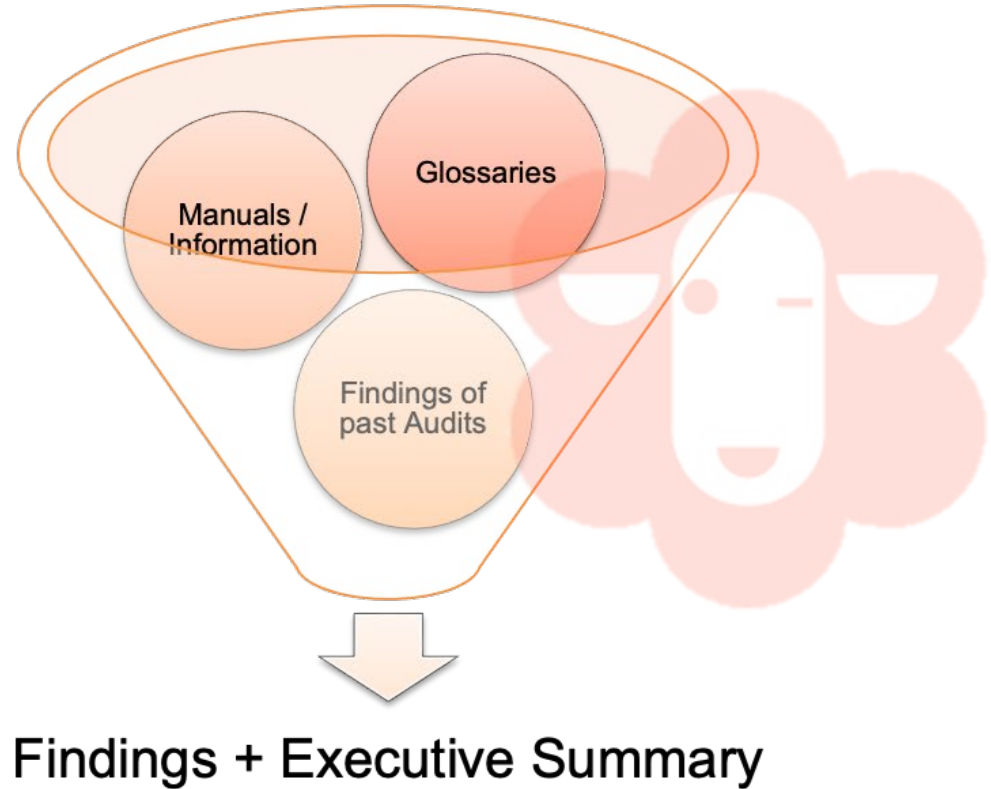 Glossaries
Manuals /
Information
Findings of
past Audits
Findings + Executive Summary